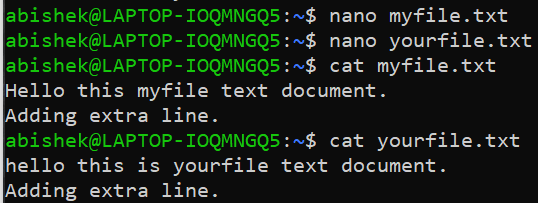 abishek@LAPTOP-IOQMNGQ5:~$ nano myfile.txt
abishek@LAPTOP-IOQMNGQ5:~$ nano yourfile.txt
abishek@LAPTOP-IOQMNGQ5:~$ cat myfile.txt
Hello this myfile text document.
Adding extra line.
abishek@LAPTOP-IOQMNGQ5:~$ cat yourfile.txt
hello this is yourfile text document.
Adding extra line.